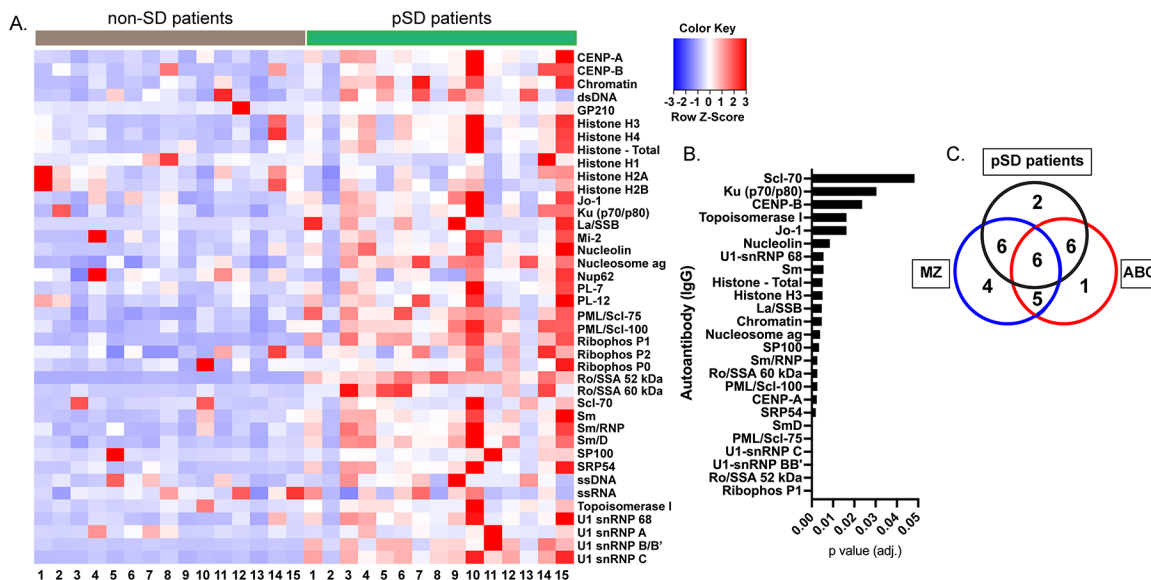 A.
non-SD patients
pSD patients
CENP-A
CENP-B
Chromatin
dsDNA
GP210
Histone H3
Histone H4
Histone - Total
Histone H1
Histone H2A
Histone H2B
Jo-1
Ku (p70/p80)
La/SSB
Mi-2
Nucleolin
Nucleosome ag
Nup62
PL-7
PL-12
PML/Scl-75
PML/Scl-100
Ribophos P1
Ribophos P2
Ribophos P0
Ro/SSA 52 kDa
Ro/SSA 60 kDa
Scl-70
Sm
Sm/RNP
Sm/D
SP100
SRP54
ssDNA
ssRNA
Topoisomerase I
U1 snRNP 68
U1 snRNP A
U1 snRNP B/B'
U1 snRNP C
1 2 3 4 5 6 7 8 9 10 11 12 13 14 15 1 2 3 4 5 6 7 8 9 10 11 12 13 14 15
Color Key
-3 -2 -1 0 1 2 3
Row Z-Score
B.
Autoantibody (IgG)
Scl-70
Ku (p70/p80)
CENP-B
Topoisomerase I
Jo-1
Nucleolin
U1-snRNP 68
Sm
Histone - Total
Histone H3
La/SSB
Chromatin
Nucleosome ag
SP100
Sm/RNP
Ro/SSA 60 kDa
PML/Scl-100
CENP-A
SRP54
SmD
PML/Scl-75
U1-snRNP C
U1-snRNP BB'
Ro/SSA 52 kDa
Ribophos P1
0.00 0.01 0.02 0.03 0.04 0.05
p value (adj.)
C.
pSD patients
2
6 6 6
MZ 4 5 1 ABC